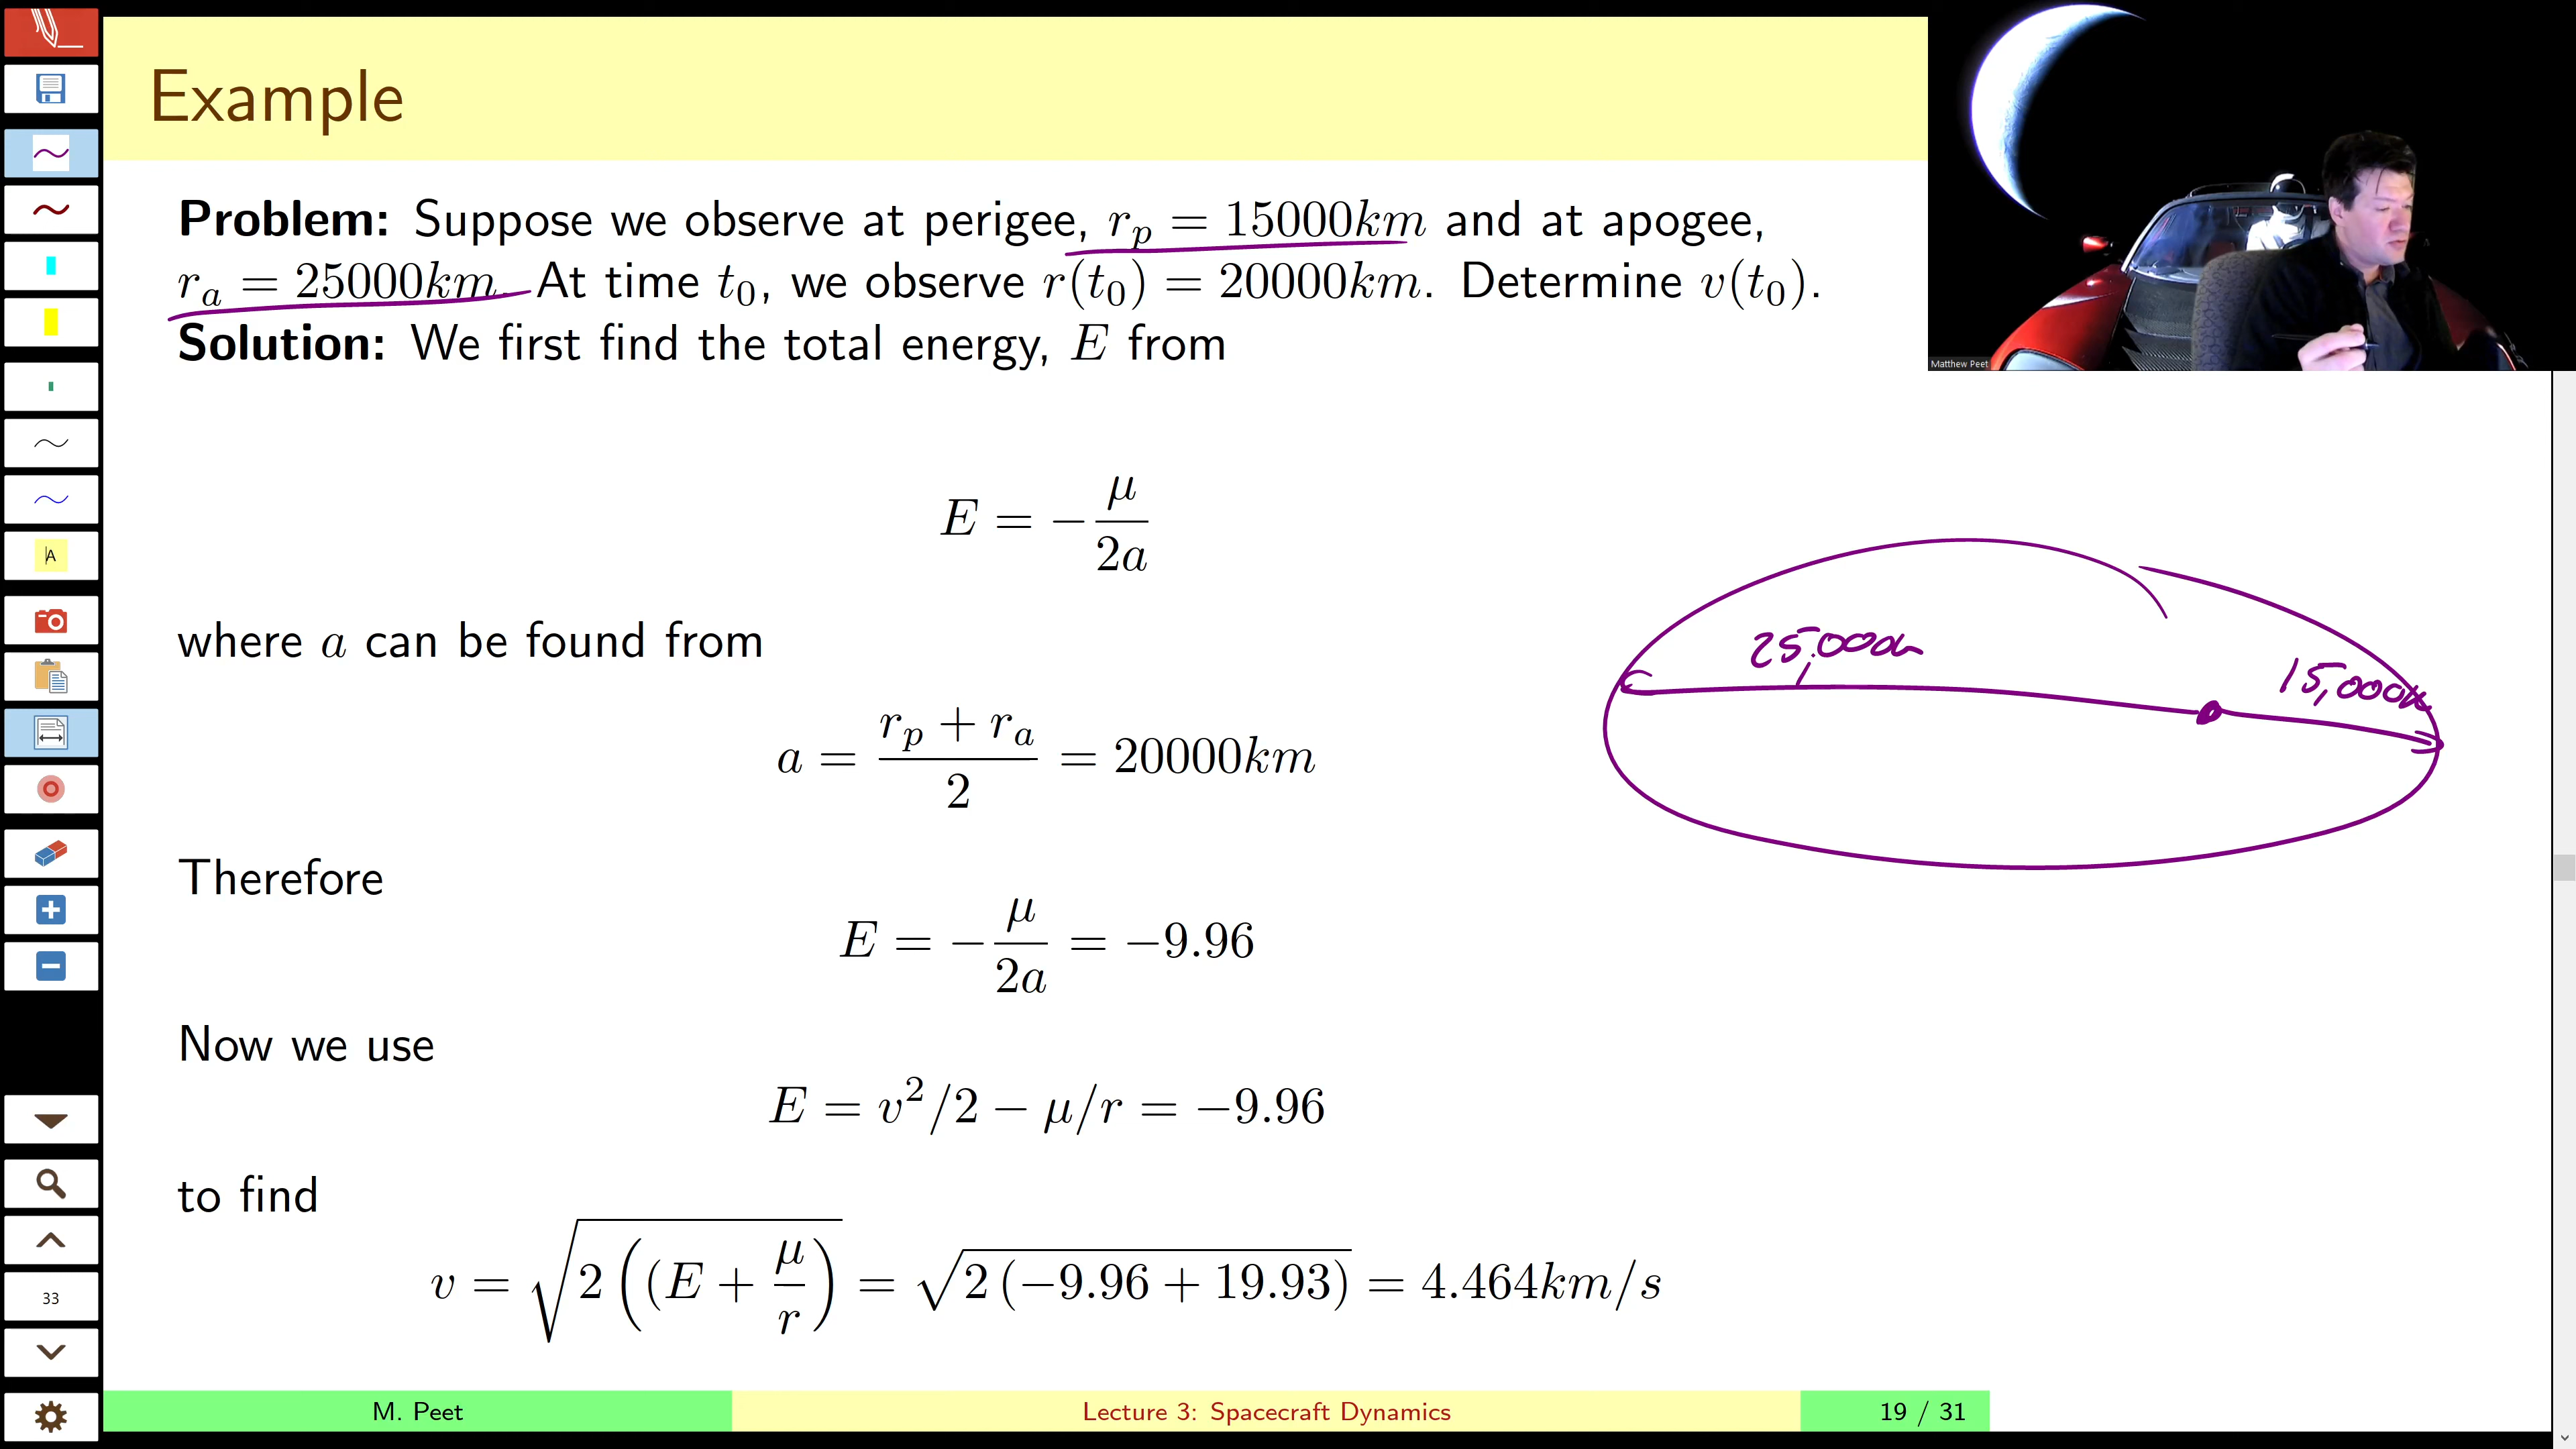 Example
Problem: Suppose we observe at perigee, r_p = 15000km and at apogee,
r_a = 25000km. At time t_0, we observe r(t_0) = 20000km. Determine v(t_0).
Solution: We first find the total energy, E from
E = −μ/2a
where a can be found from
a = (r_p + r_a)/2 = 20000km
Therefore
E = −μ/2a = −9.96
Now we use
E = v²/2 − μ/r = −9.96
to find
v = √(2((E + μ/r)) = √(2(−9.96 + 19.93)) = 4.464km/s
25,000
15,000
Matthew Peet
A
33
M. Peet
Lecture 3: Spacecraft Dynamics
19 / 31